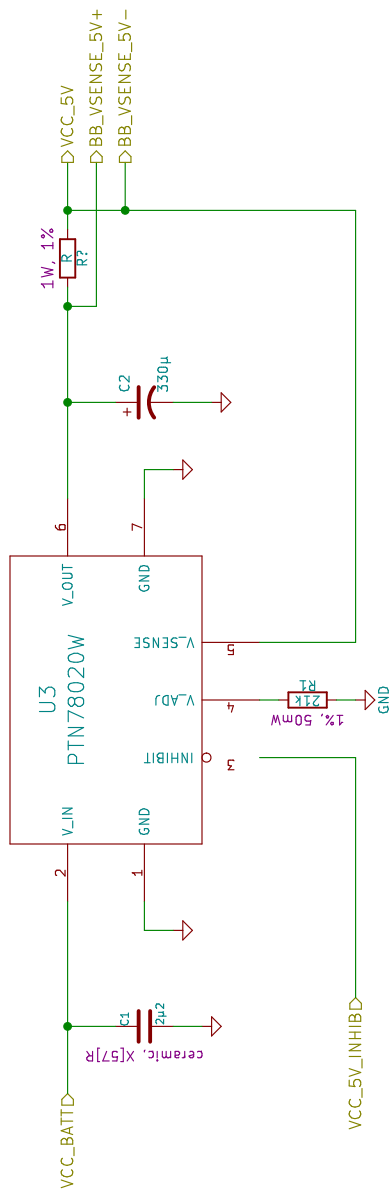 VCC_5V
BB_VSENSE_5V+
BB_VSENSE_5V-
1W, 1%
R
R?
C2
330µ
+
6
7
V_OUT
GND
V_SENSE
5
U3
PTN78020W
V_ADJ
4
R1
21k
1%, 50mW
GND
INHIBIT
3
V_IN
GND
2
1
C1
2µ2
ceramic, X[57]R
VCC_BATT
VCC_5V_INHIB